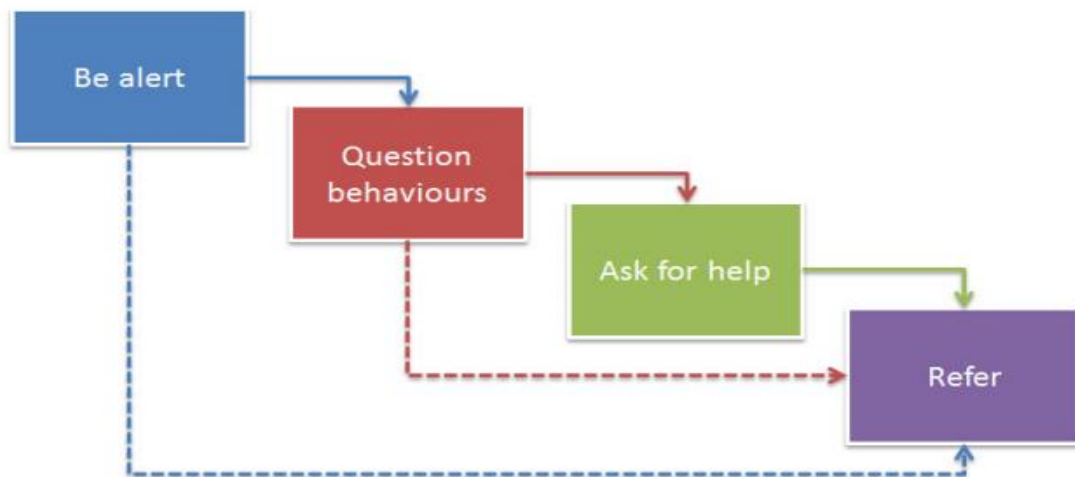 Be alert
Question
behaviours
Ask for help
Refer